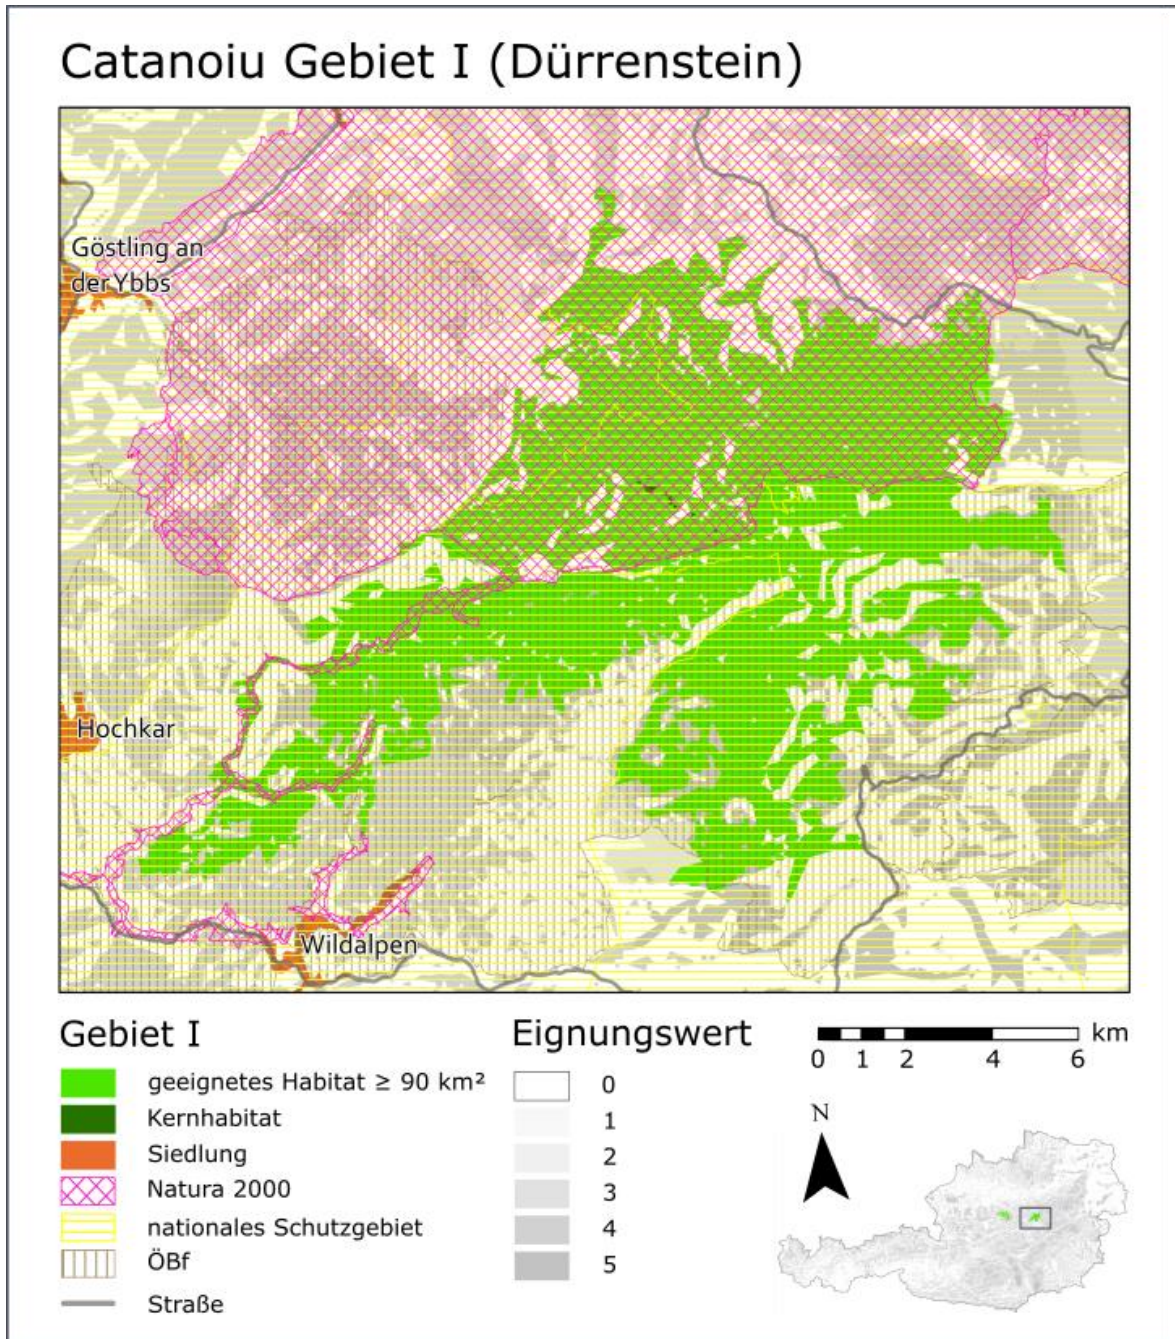 Catanoiu Gebiet I (Dürrenstein)
Göstling an
der Ybbs
Hochkar
Wildalpen
Gebiet I
geeignetes Habitat ≥ 90 km²
Kernhabitat
Siedlung
Natura 2000
nationales Schutzgebiet
ÖBf
Straße
Eignungswert
0
1
2
3
4
5
km
0 1 2 4 6
N